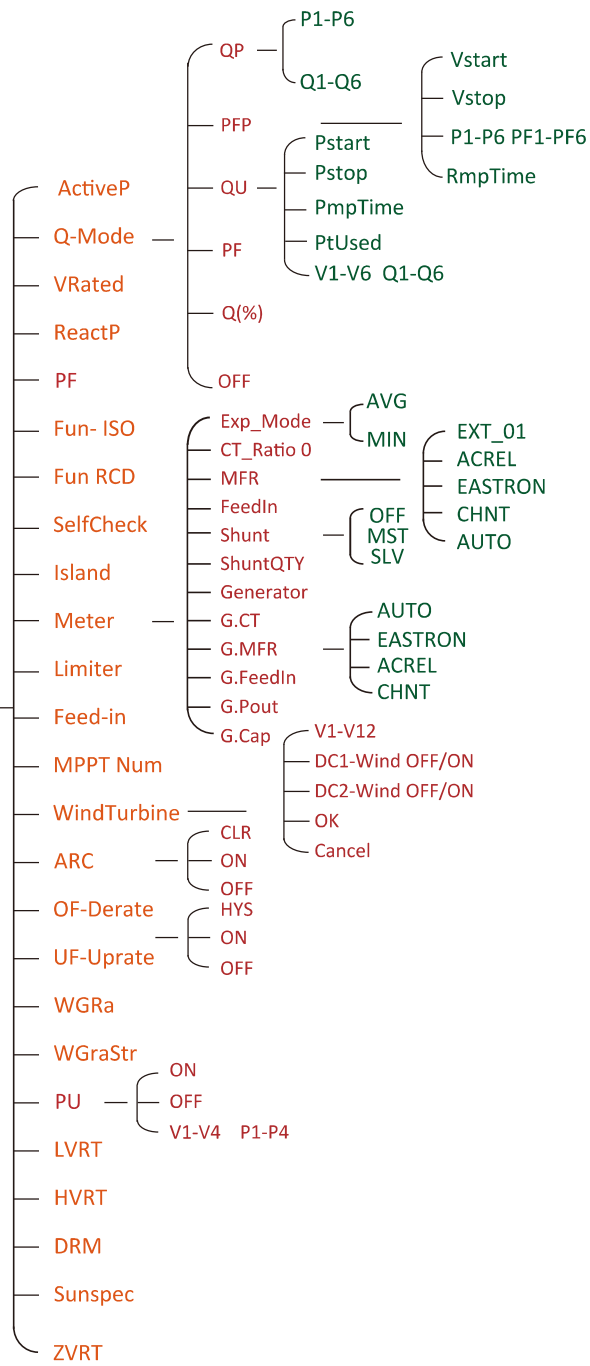 ActiveP
Q-Mode
QP
P1-P6
Q1-Q6
PFP
Vstart
Vstop
P1-P6 PF1-PF6
RmpTime
QU
Pstart
Pstop
PmpTime
PtUsed
V1-V6 Q1-Q6
PF
Q(%)
OFF
VRated
ReactP
PF
Fun- ISO
Fun RCD
SelfCheck
Island
Meter
Exp_Mode
AVG
MIN
CT_Ratio 0
MFR
EXT_01
ACREL
EASTRON
CHNT
AUTO
FeedIn
Shunt
OFF
MST
SLV
ShuntQTY
Generator
G.CT
G.MFR
AUTO
EASTRON
ACREL
CHNT
G.FeedIn
G.Pout
G.Cap
Limiter
Feed-in
MPPT Num
WindTurbine
V1-V12
DC1-Wind OFF/ON
DC2-Wind OFF/ON
OK
Cancel
ARC
CLR
ON
OFF
OF-Derate
UF-Uprate
HYS
ON
OFF
WGRa
WGraStr
PU
ON
OFF
V1-V4 P1-P4
LVRT
HVRT
DRM
Sunspec
ZVRT